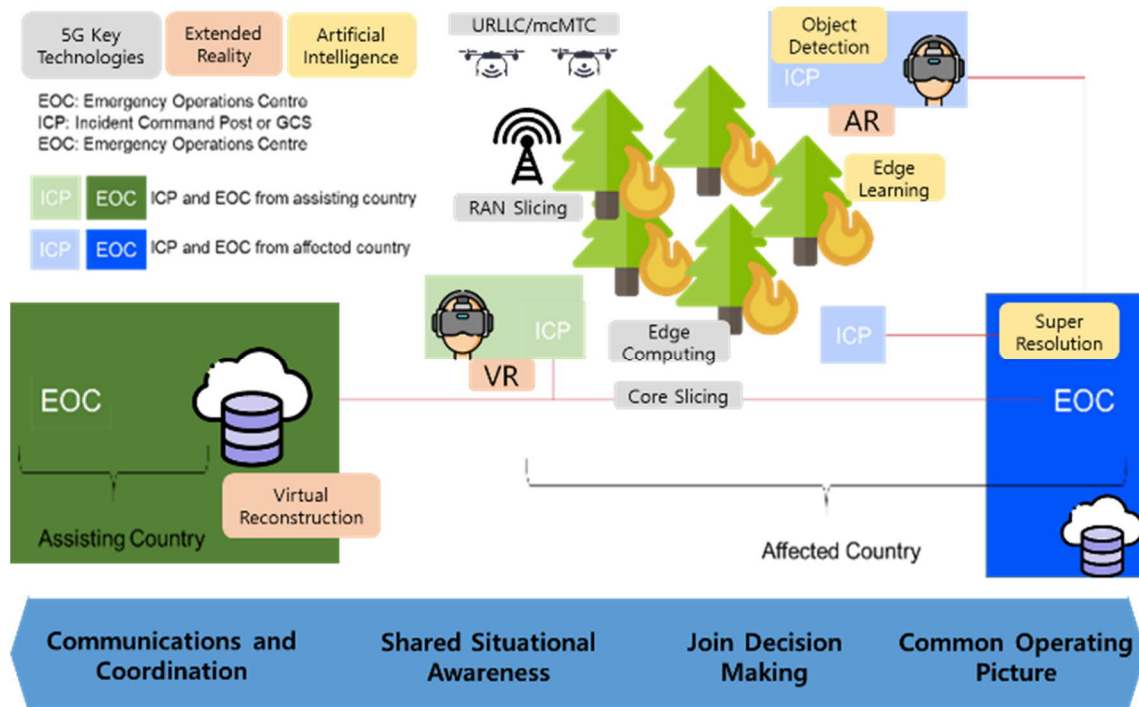 5G Key
Technologies
Extended
Reality
Artificial
Intelligence
URLLC/mcMTC
Object
Detection
ICP
AR
EOC: Emergency Operations Centre
ICP: Incident Command Post or GCS
EOC: Emergency Operations Centre
RAN Slicing
Edge
Learning
ICP
EOC
ICP and EOC from assisting country
ICP
EOC
ICP and EOC from affected country
ICP
VR
Edge
Computing
ICP
Super
Resolution
EOC
Core Slicing
EOC
Virtual
Reconstruction
Assisting Country
Affected Country
Communications and
Coordination
Shared Situational
Awareness
Join Decision
Making
Common Operating
Picture